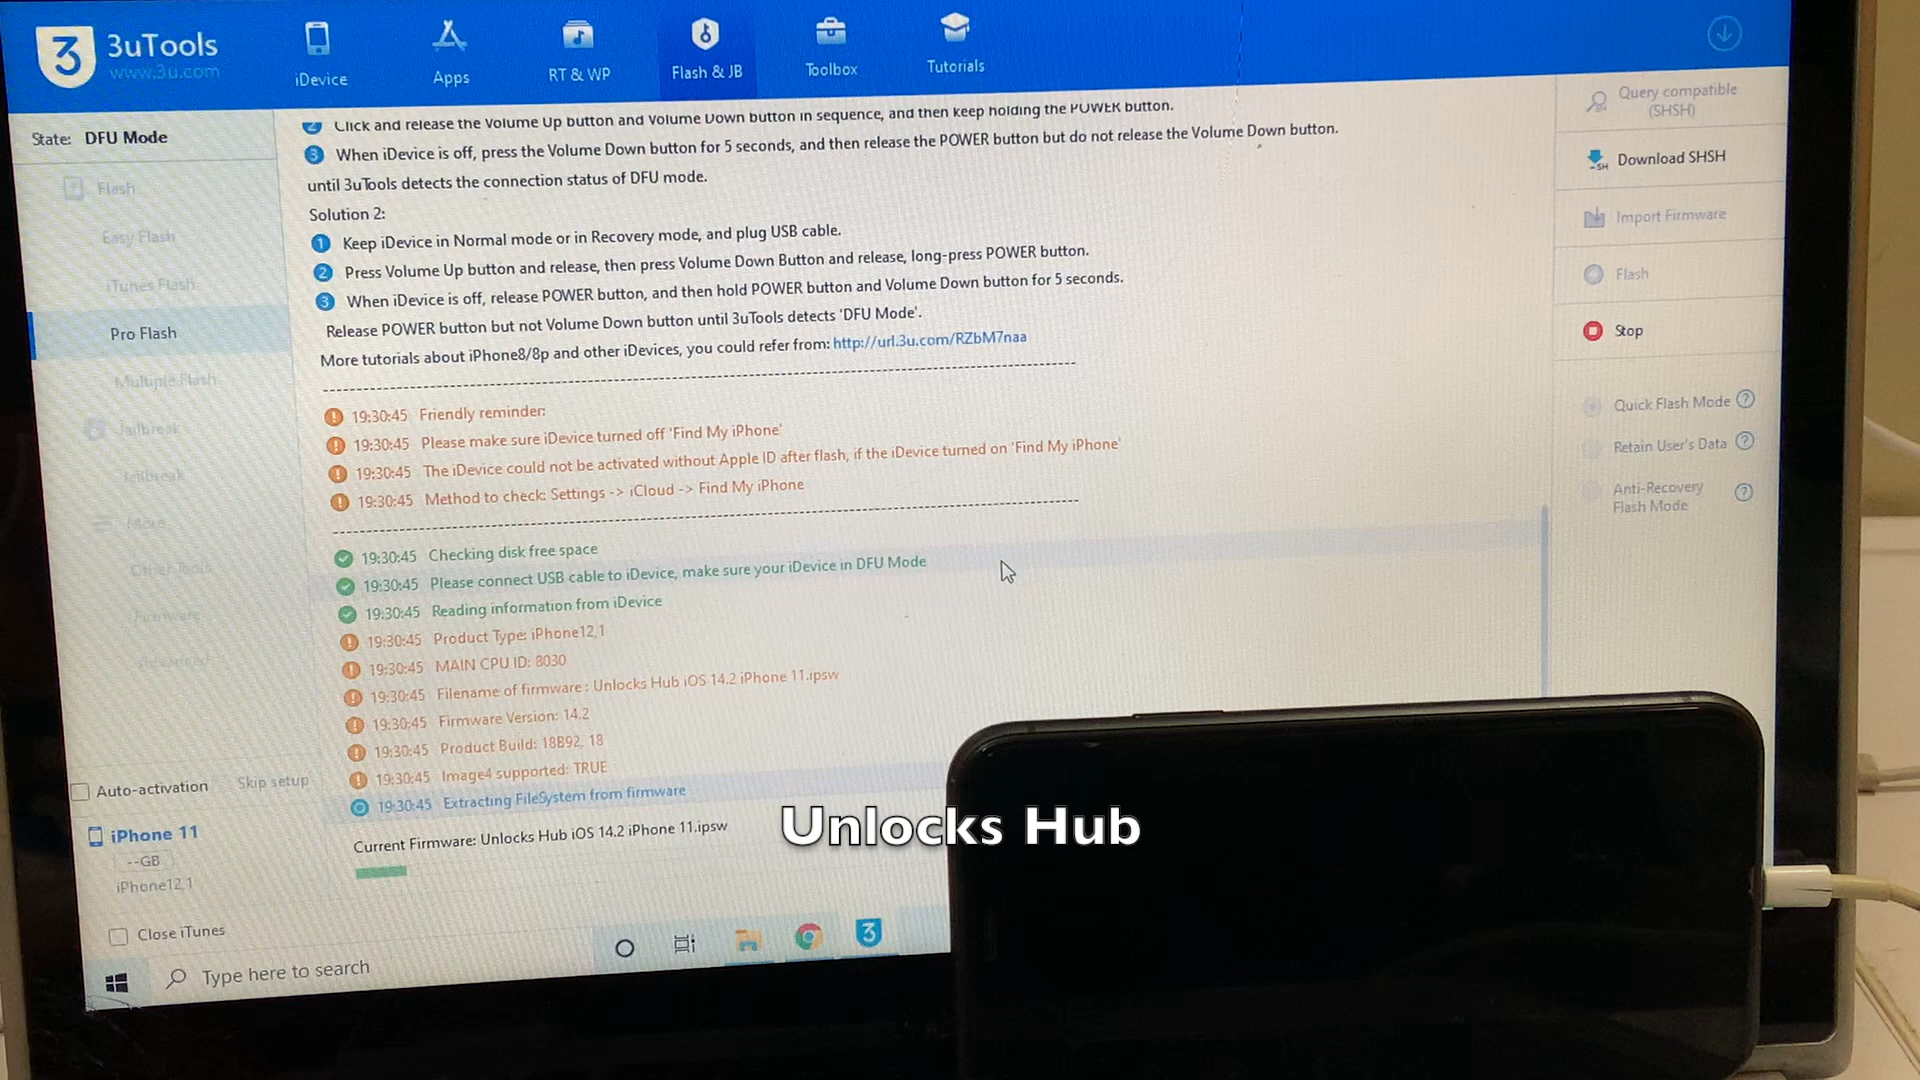 3 3uTools
www.3u.com
iDevice
Apps
RT & WP
Flash & JB
Toolbox
Tutorials
State: DFU Mode
Flash
Easy Flash
iTunes Flash
Pro Flash
Multiple Flash
Jailbreak
Jailbreak
More
Other Tools
Firmware
Advanced
Auto-activation
Skip setup
iPhone 11
--GB
iPhone12,1
Close iTunes
2 Click and release the Volume Up button and Volume Down button in sequence, and then keep holding the POWER button.
3 When iDevice is off, press the Volume Down button for 5 seconds, and then release the POWER button but do not release the Volume Down button.
until 3uTools detects the connection status of DFU mode.
Solution 2:
1 Keep iDevice in Normal mode or in Recovery mode, and plug USB cable.
2 Press Volume Up button and release, then press Volume Down Button and release, long-press POWER button.
3 When iDevice is off, release POWER button, and then hold POWER button and Volume Down button for 5 seconds.
Release POWER button but not Volume Down button until 3uTools detects 'DFU Mode'.
More tutorials about iPhone8/8p and other iDevices, you could refer from: http://url.3u.com/RZbM7naa
19:30:45 Friendly reminder:
19:30:45 Please make sure iDevice turned off 'Find My iPhone'
19:30:45 The iDevice could not be activated without Apple ID after flash, if the iDevice turned on 'Find My iPhone'
19:30:45 Method to check: Settings -> iCloud -> Find My iPhone
19:30:45 Checking disk free space
19:30:45 Please connect USB cable to iDevice, make sure your iDevice in DFU Mode
19:30:45 Reading information from iDevice
19:30:45 Product Type: iPhone12,1
19:30:45 MAIN CPU ID: 8030
19:30:45 Filename of firmware : Unlocks Hub iOS 14.2 iPhone 11.ipsw
19:30:45 Firmware Version: 14.2
19:30:45 Product Build: 18B92, 18
19:30:45 Image4 supported: TRUE
19:30:45 Extracting FileSystem from firmware
Current Firmware: Unlocks Hub iOS 14.2 iPhone 11.ipsw
Query compatible
(SHSH)
Download SHSH
Import Firmware
Flash
Stop
Quick Flash Mode ?
Retain User's Data ?
Anti-Recovery
Flash Mode ?
Unlocks Hub
Type here to search
3